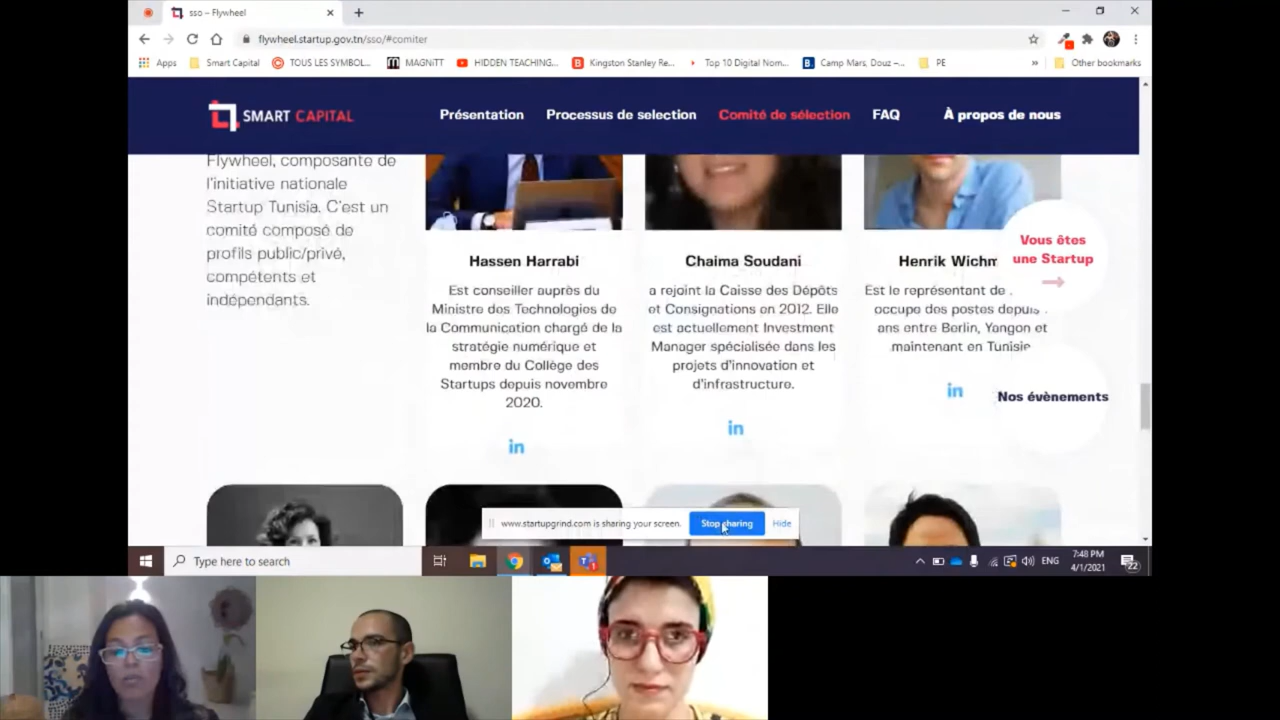 sso – Flywheel
flywheel.startup.gov.tn/sso/#comiter
Apps
Smart Capital
TOUS LES SYMBOL...
MAGNiTT
HIDDEN TEACHING...
Kingston Stanley Re...
Top 10 Digital Nom...
Camp Mars, Douz –...
PE
»
Other bookmarks
SMART CAPITAL
Présentation
Processus de selection
Comité de sélection
FAQ
À propos de nous
Flywheel, composante de
l'initiative nationale
Startup Tunisia. C'est un
comité composé de
profils public/privé,
compétents et
indépendants.
Hassen Harrabi
Est conseiller auprès du
Ministre des Technologies de
la Communication chargé de la
stratégie numérique et
membre du Collège des
Startups depuis novembre
2020.
in
Chaima Soudani
a rejoint la Caisse des Dépôts
et Consignations en 2012. Elle
est actuellement Investment
Manager spécialisée dans les
projets d'innovation et
d'infrastructure.
in
Henrik Wichm
Est le représentant de
occupe des postes depuis
ans entre Berlin, Yangon et
maintenant en Tunisie
in
Vous êtes
une Startup
Nos évènements
www.startupgrind.com is sharing your screen.
Stop sharing
Hide
Type here to search
ENG
7:48 PM
4/1/2021
22